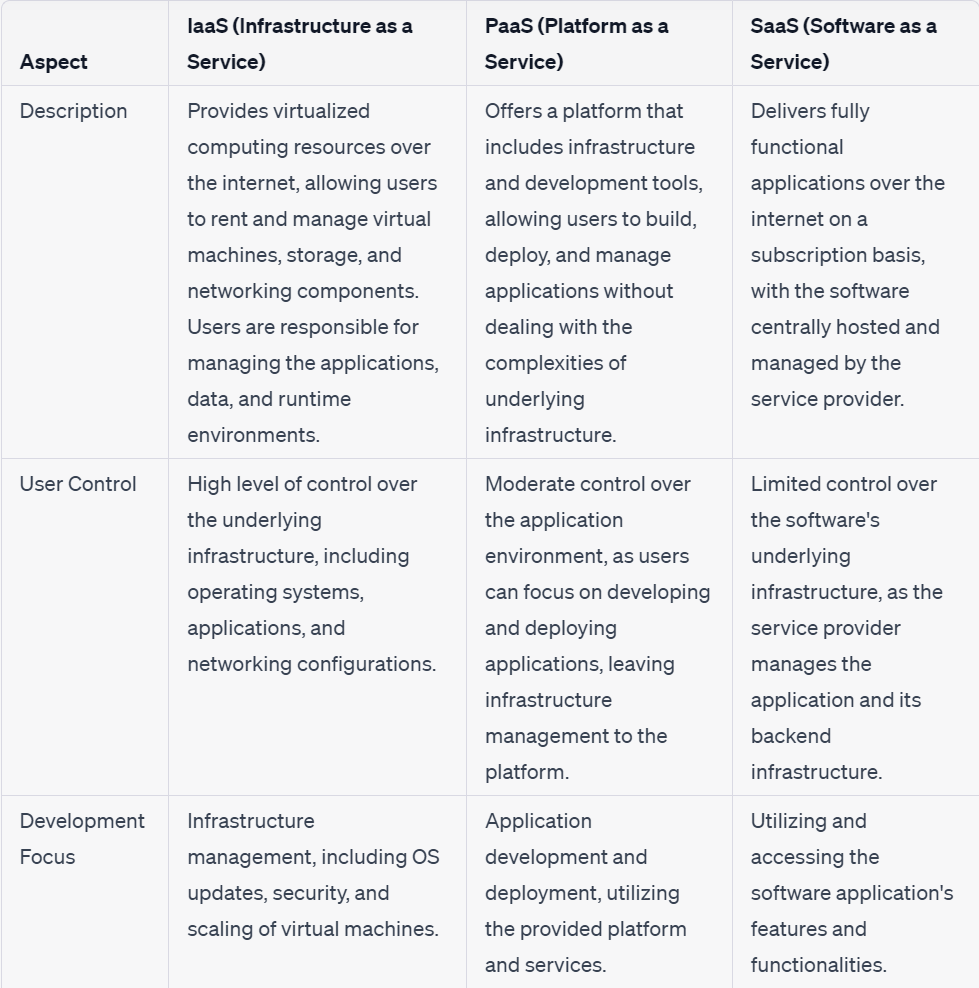 Aspect
IaaS (Infrastructure as a
Service)
PaaS (Platform as a
Service)
SaaS (Software as a
Service)
Description
Provides virtualized
computing resources over
the internet, allowing users
to rent and manage virtual
machines, storage, and
networking components.
Users are responsible for
managing the applications,
data, and runtime
environments.
Offers a platform that
includes infrastructure
and development tools,
allowing users to build,
deploy, and manage
applications without
dealing with the
complexities of
underlying
infrastructure.
Delivers fully
functional
applications over the
internet on a
subscription basis,
with the software
centrally hosted and
managed by the
service provider.
User Control
High level of control over
the underlying
infrastructure, including
operating systems,
applications, and
networking configurations.
Moderate control over
the application
environment, as users
can focus on developing
and deploying
applications, leaving
infrastructure
management to the
platform.
Limited control over
the software's
underlying
infrastructure, as the
service provider
manages the
application and its
backend
infrastructure.
Development
Focus
Infrastructure
management, including OS
updates, security, and
scaling of virtual machines.
Application
development and
deployment, utilizing
the provided platform
and services.
Utilizing and
accessing the
software application's
features and
functionalities.